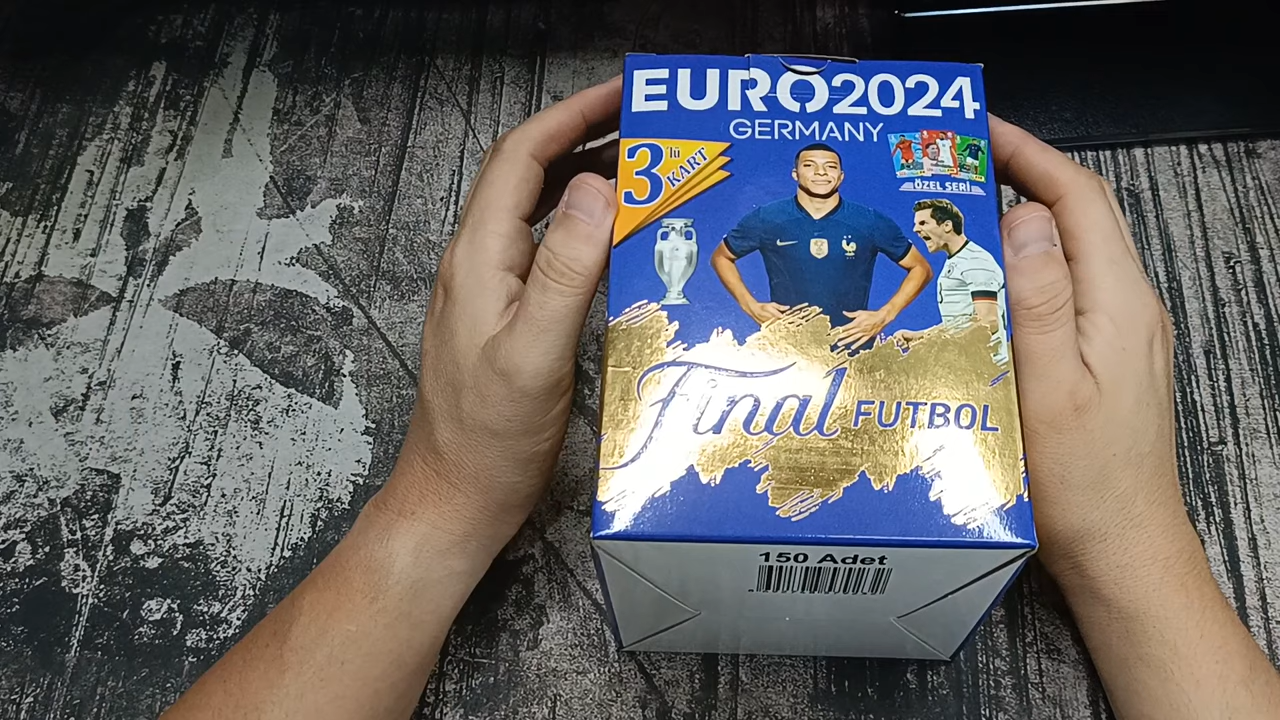 EURO2024
GERMANY
3'lü
KART
ÖZEL SERİ
Final FUTBOL
150 Adet